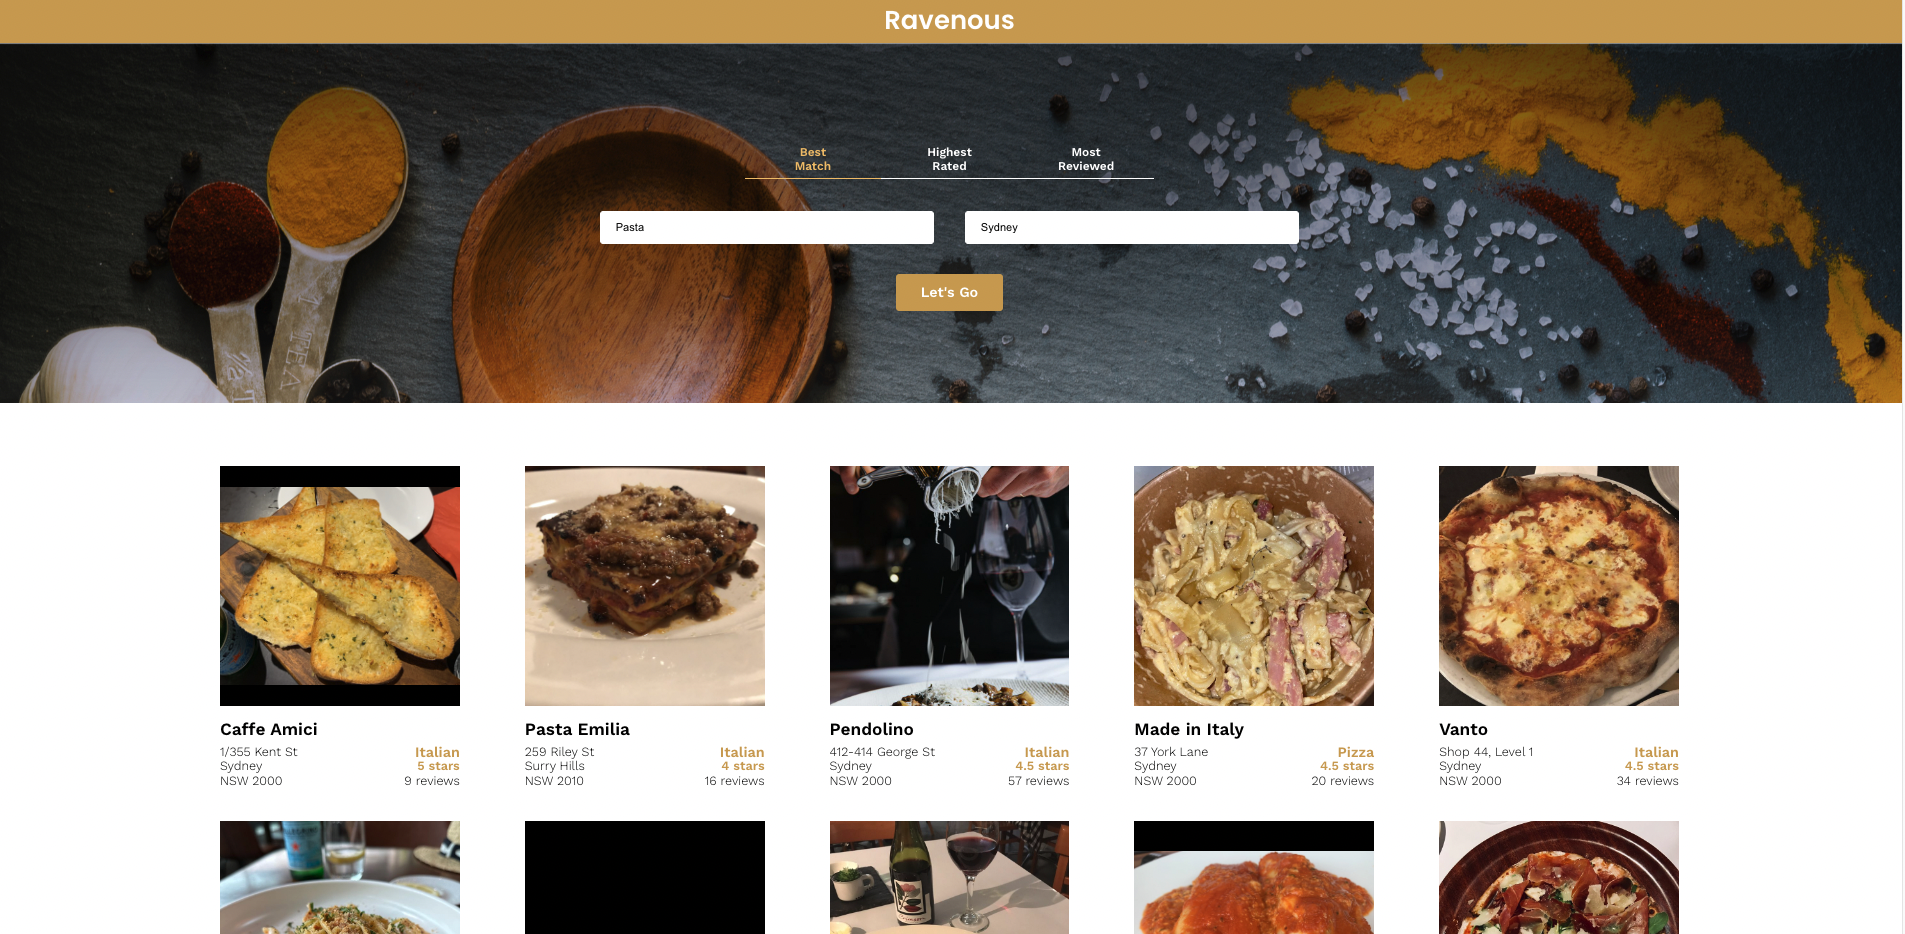 Ravenous
Best
Match
Highest
Rated
Most
Reviewed
Pasta
Sydney
Let's Go
TEA
Caffe Amici
1/355 Kent St
Sydney
NSW 2000
Italian
5 stars
9 reviews
Pasta Emilia
259 Riley St
Surry Hills
NSW 2010
Italian
4 stars
16 reviews
Pendolino
412-414 George St
Sydney
NSW 2000
Italian
4.5 stars
57 reviews
Made in Italy
37 York Lane
Sydney
NSW 2000
Pizza
4.5 stars
20 reviews
Vanto
Shop 44, Level 1
Sydney
NSW 2000
Italian
4.5 stars
34 reviews